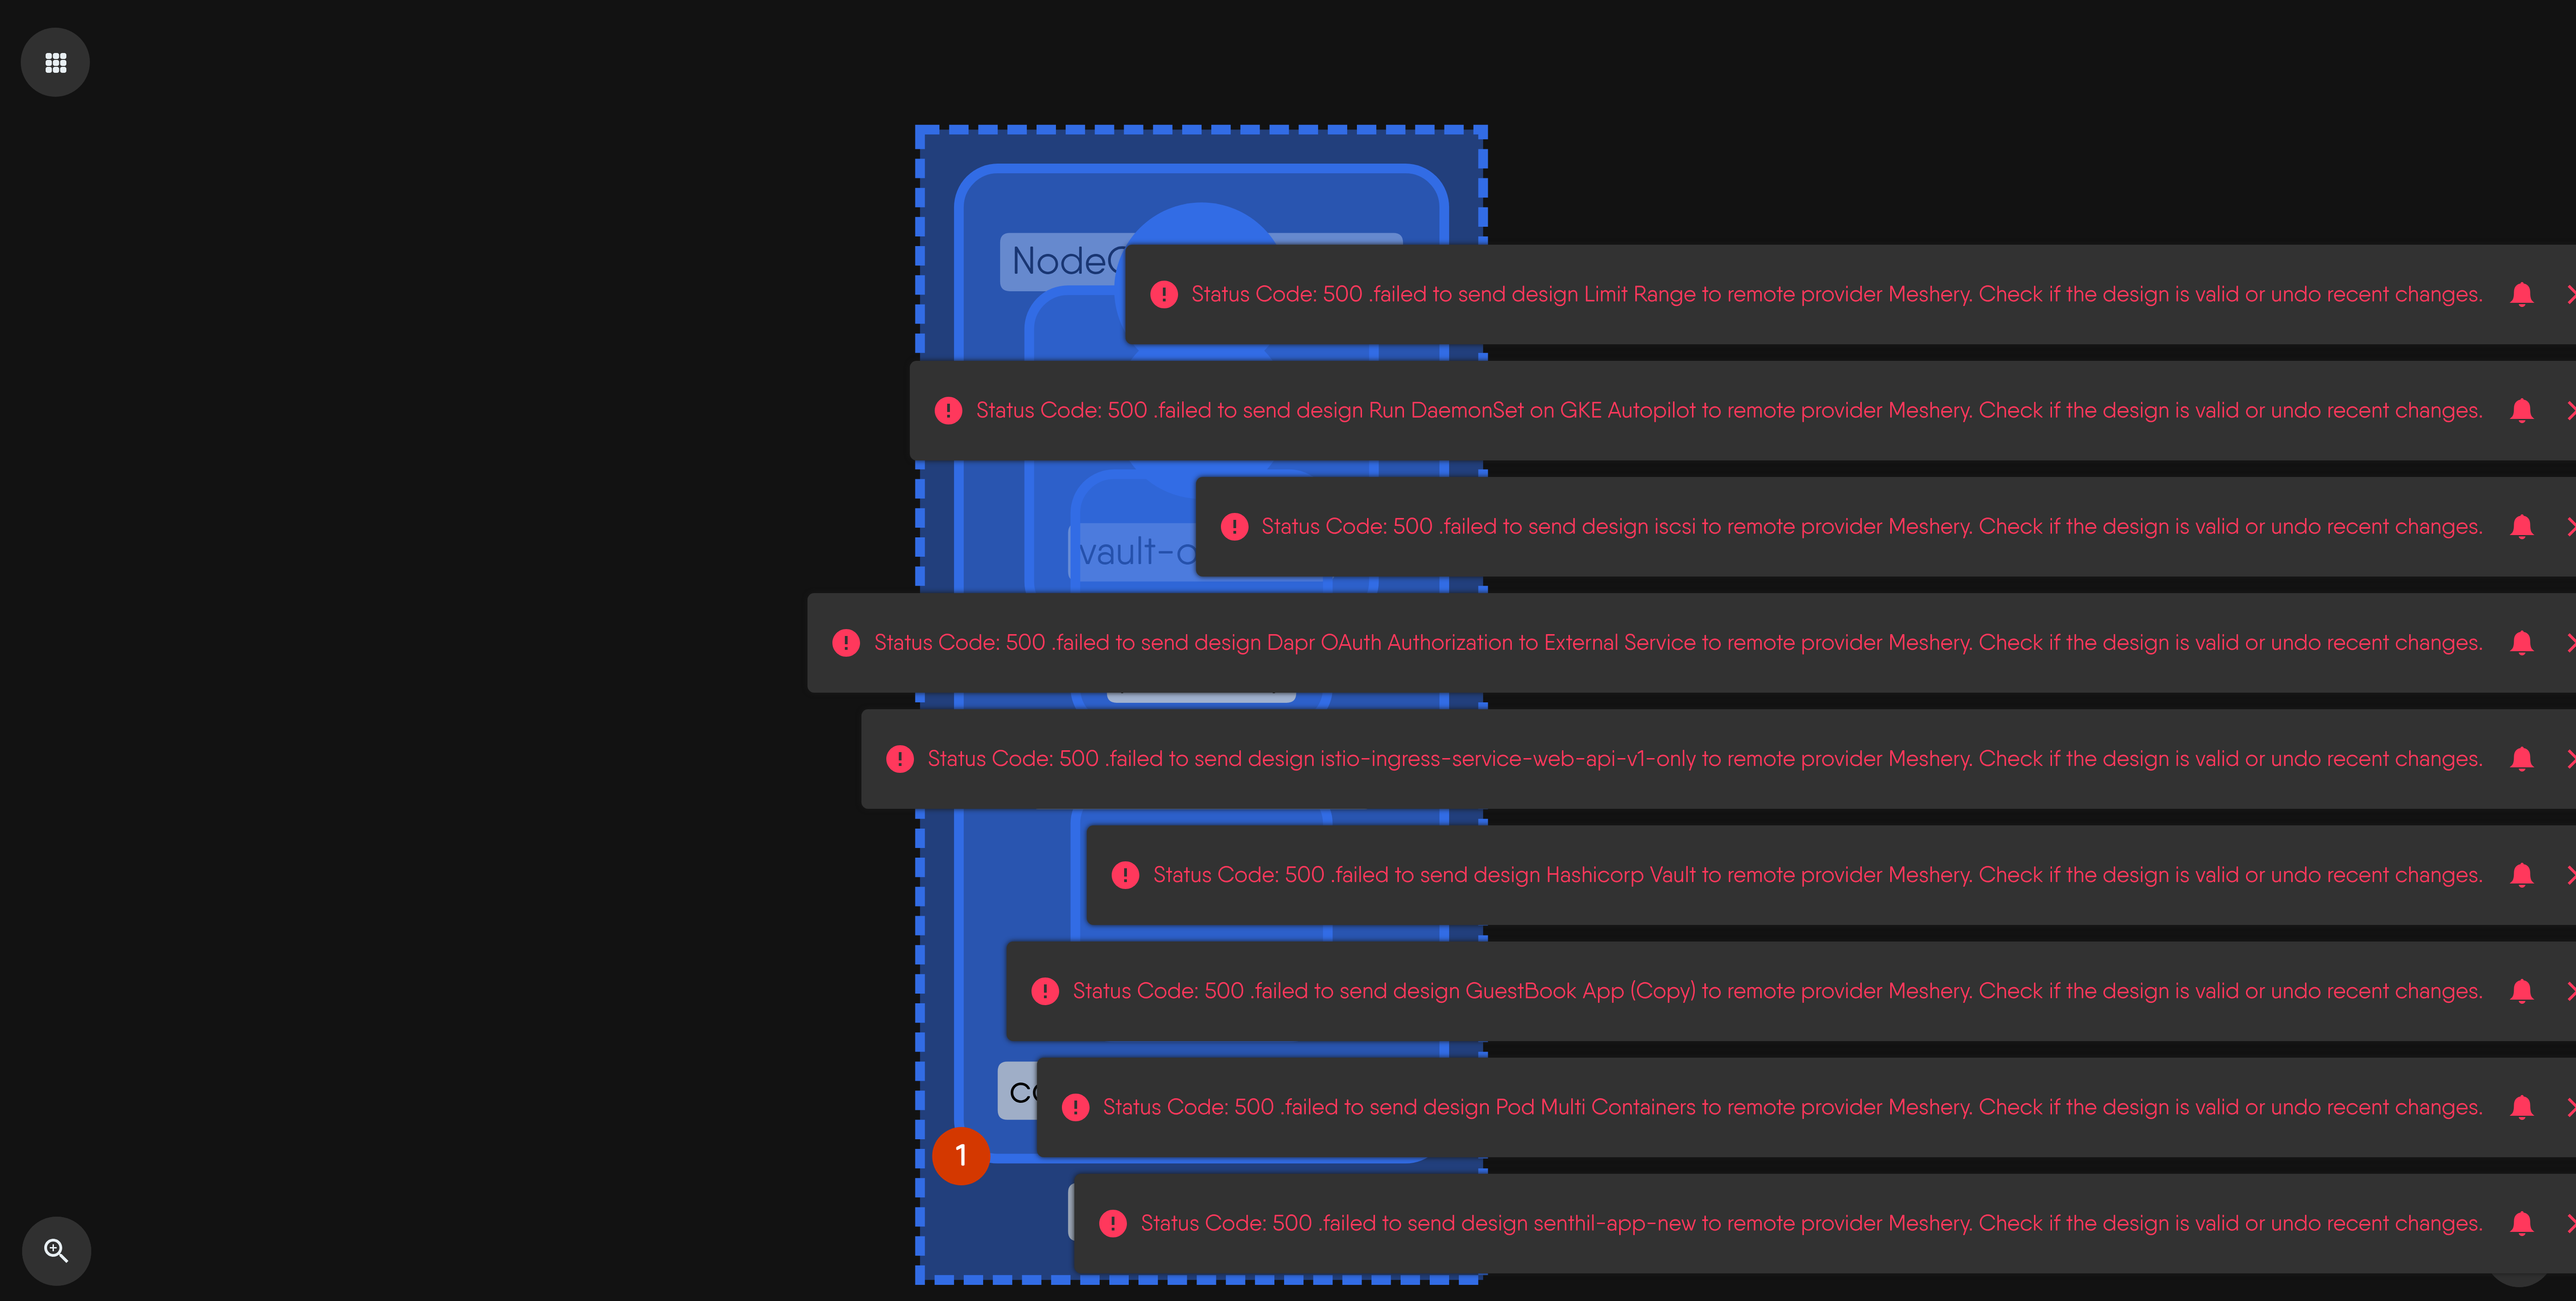 Status Code: 500 .failed to send design Limit Range to remote provider Meshery. Check if the design is valid or undo recent changes.
Status Code: 500 .failed to send design Run DaemonSet on GKE Autopilot to remote provider Meshery. Check if the design is valid or undo recent changes.
Status Code: 500 .failed to send design iscsi to remote provider Meshery. Check if the design is valid or undo recent changes.
Status Code: 500 .failed to send design Dapr OAuth Authorization to External Service to remote provider Meshery. Check if the design is valid or undo recent changes.
Status Code: 500 .failed to send design istio-ingress-service-web-api-v1-only to remote provider Meshery. Check if the design is valid or undo recent changes.
Status Code: 500 .failed to send design Hashicorp Vault to remote provider Meshery. Check if the design is valid or undo recent changes.
Status Code: 500 .failed to send design GuestBook App (Copy) to remote provider Meshery. Check if the design is valid or undo recent changes.
Status Code: 500 .failed to send design Pod Multi Containers to remote provider Meshery. Check if the design is valid or undo recent changes.
1
Status Code: 500 .failed to send design senthil-app-new to remote provider Meshery. Check if the design is valid or undo recent changes.